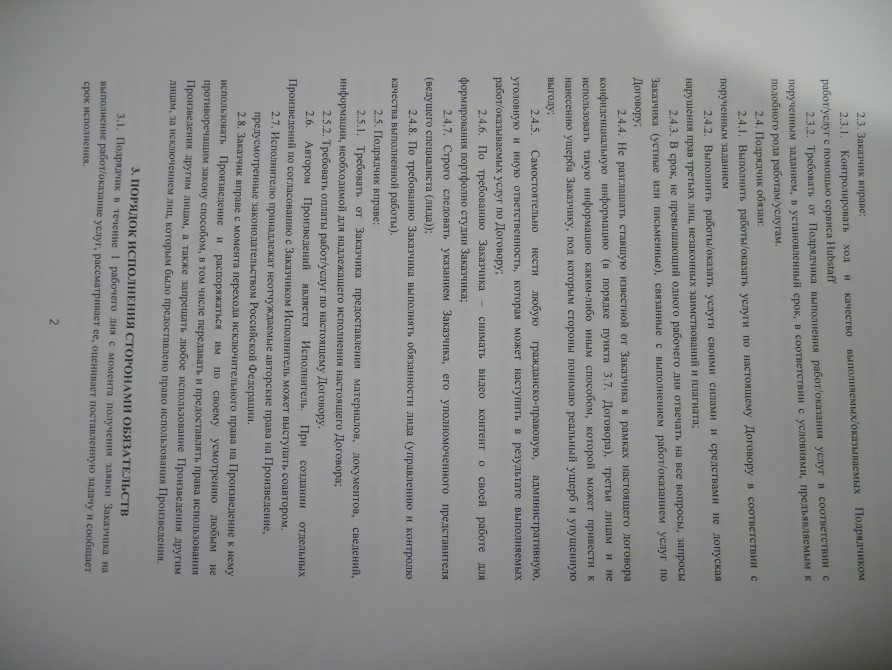 2.3. Заказчик вправе:
2.3.1. Контролировать ход и качество выполняемых/оказываемых Подрядчиком
работ/услуг с помощью сервиса Hubstaff
2.3.2. Требовать от Подрядчика выполнения работ/оказания услуг в соответствии с
порученным заданием, в установленный срок, в соответствии с условиями, предъявляемым к
подобного рода работам/услугам.
2.4. Подрядчик обязан:
2.4.1. Выполнить работы/оказать услуги по настоящему Договору в соответствии с
порученным заданием
2.4.2. Выполнить работы/оказать услуги своими силами и средствами не допуская
нарушения прав третьих лиц, незаконных заимствований и плагиата;
2.4.3. В срок, не превышающий одного рабочего дня отвечать на все вопросы, запросы
Заказчика (устные или письменные), связанные с выполнением работ/оказанием услуг по
Договору;
2.4.4. Не разглашать ставшую известной от Заказчика в рамках настоящего договора
конфиденциальную информацию (в порядке пункта 3.7. Договора), третьи лицам и не
использовать такую информацию каким-либо иным способом, которой может привести к
нанесению ущерба Заказчику, под которым стороны понимаю реальный ущерб и упущенную
выгоду;
2.4.5. Самостоятельно нести любую гражданско-правовую, административную,
уголовную и иную ответственность, которая может наступить в результате выполняемых
работ/оказываемых услуг по Договору;
2.4.6. По требованию Заказчика – снимать видео контент о своей работе для
формирования портфолио студии Заказчика;
2.4.7. Строго следовать указанием Заказчика, его уполномоченного представителя
(ведущего специалиста (лида));
2.4.8. По требованию Заказчика выполнять обязанности лида (управлению и контролю
качества выполненной работы).
2.5. Подрядчик вправе:
2.5.1. Требовать от Заказчика предоставления материалов, документов, сведений,
информации, необходимой для надлежащего исполнения настоящего Договора;
2.5.2. Требовать оплаты работ/услуг по настоящему Договору.
2.6. Автором Произведений является Исполнитель. При создании отдельных
Произведений по согласованию с Заказчиком Исполнитель может выступать соавтором.
2.7. Исполнителю принадлежат неотчуждаемые авторские права на Произведение,
предусмотренные законодательством Российской Федерации.
2.8. Заказчик вправе с момента перехода исключительного права на Произведение к нему
использовать Произведение и распоряжаться им по своему усмотрению любым не
противоречащим закону способом, в том числе передавать и предоставлять права использования
Произведения другим лицам, а также запрещать любое использование Произведения другим
лицам, за исключением лиц, которым было предоставлено право использования Произведения.
3. ПОРЯДОК ИСПОЛНЕНИЯ СТОРОНАМИ ОБЯЗАТЕЛЬСТВ
3.1. Подрядчик в течение 1 рабочего дня с момента получения заявки Заказчика на
выполнение работ/оказание услуг, рассматривает ее, оценивает поставленную задачу и сообщает
срок исполнения.
2